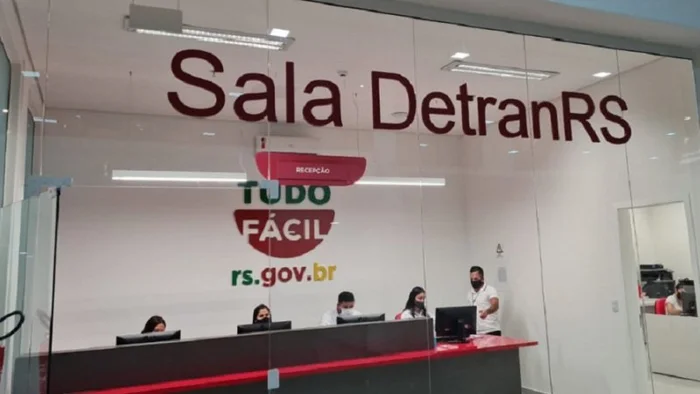 Sala DetranRS
RECEPÇÃO
TUDO
FÁCIL
rs.gov.br